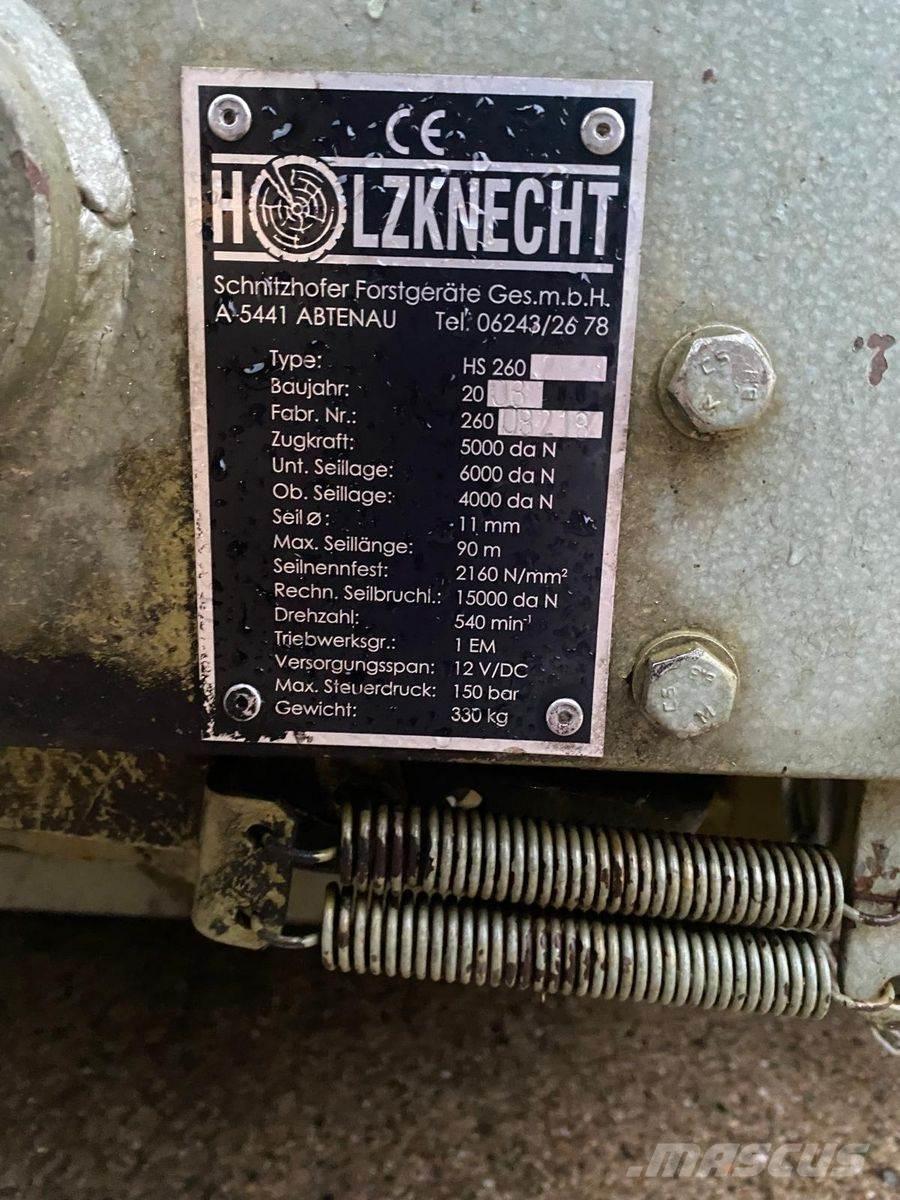 CE
HOLZKNECHT
Schnitzhofer Forstgeräte Ges.m.b.H.
A-5441 ABTENAU Tel. 06243/26 78
Type: HS 260
Baujahr: 20 03
Fabr. Nr.: 260 03218
Zugkraft: 5000 da N
Unt. Seillage: 6000 da N
Ob. Seillage: 4000 da N
Seil ø: 11 mm
Max. Seillänge: 90 m
Seilnennfest: 2160 N/mm²
Rechn. Seilbruchl.: 15000 da N
Drehzahl: 540 min⁻¹
Triebwerksgr.: 1 EM
Versorgungsspan: 12 V/DC
Max. Steuerdruck: 150 bar
Gewicht: 330 kg
MASCUS